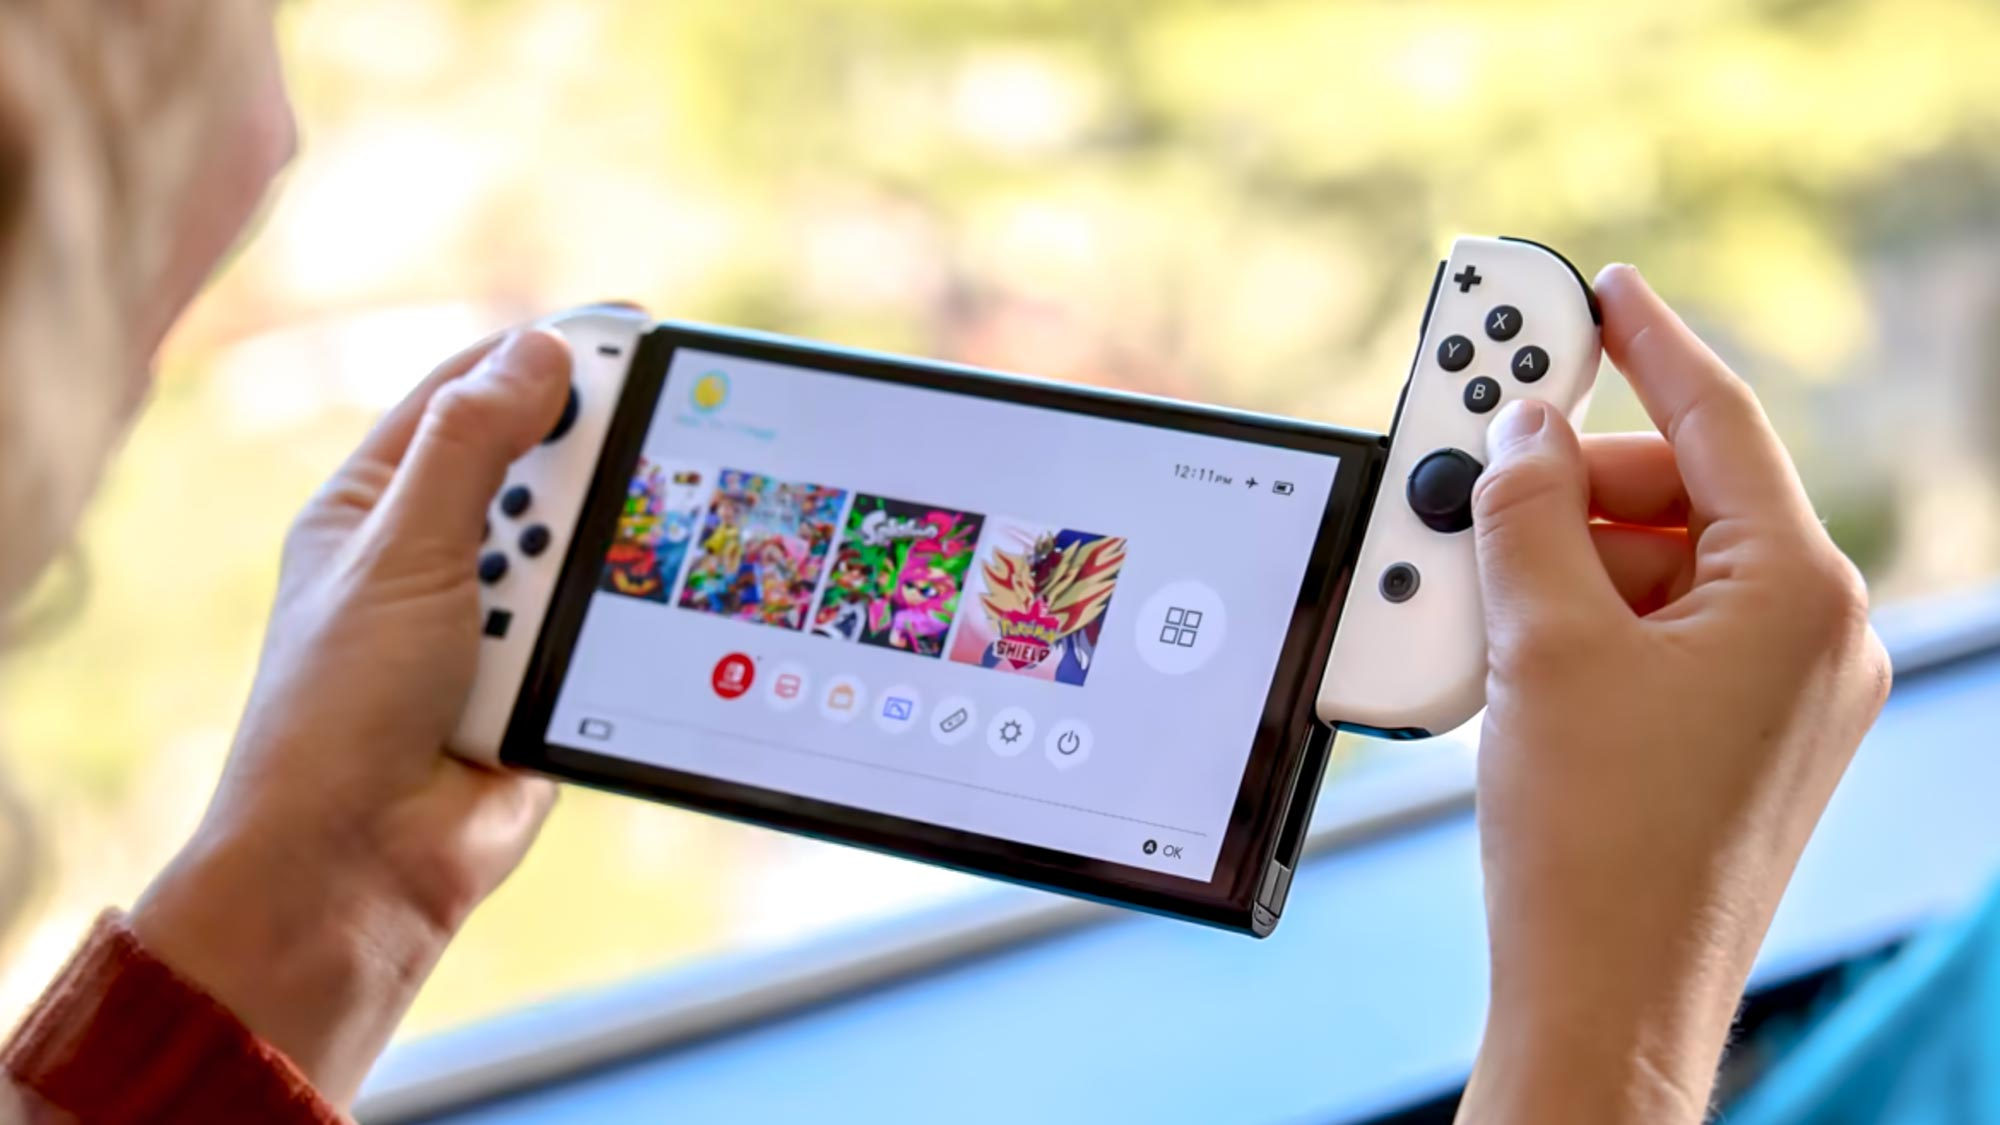 12:11PM
Splatoon
POKÉMON
SHIELD
A OK
X
Y
A
B